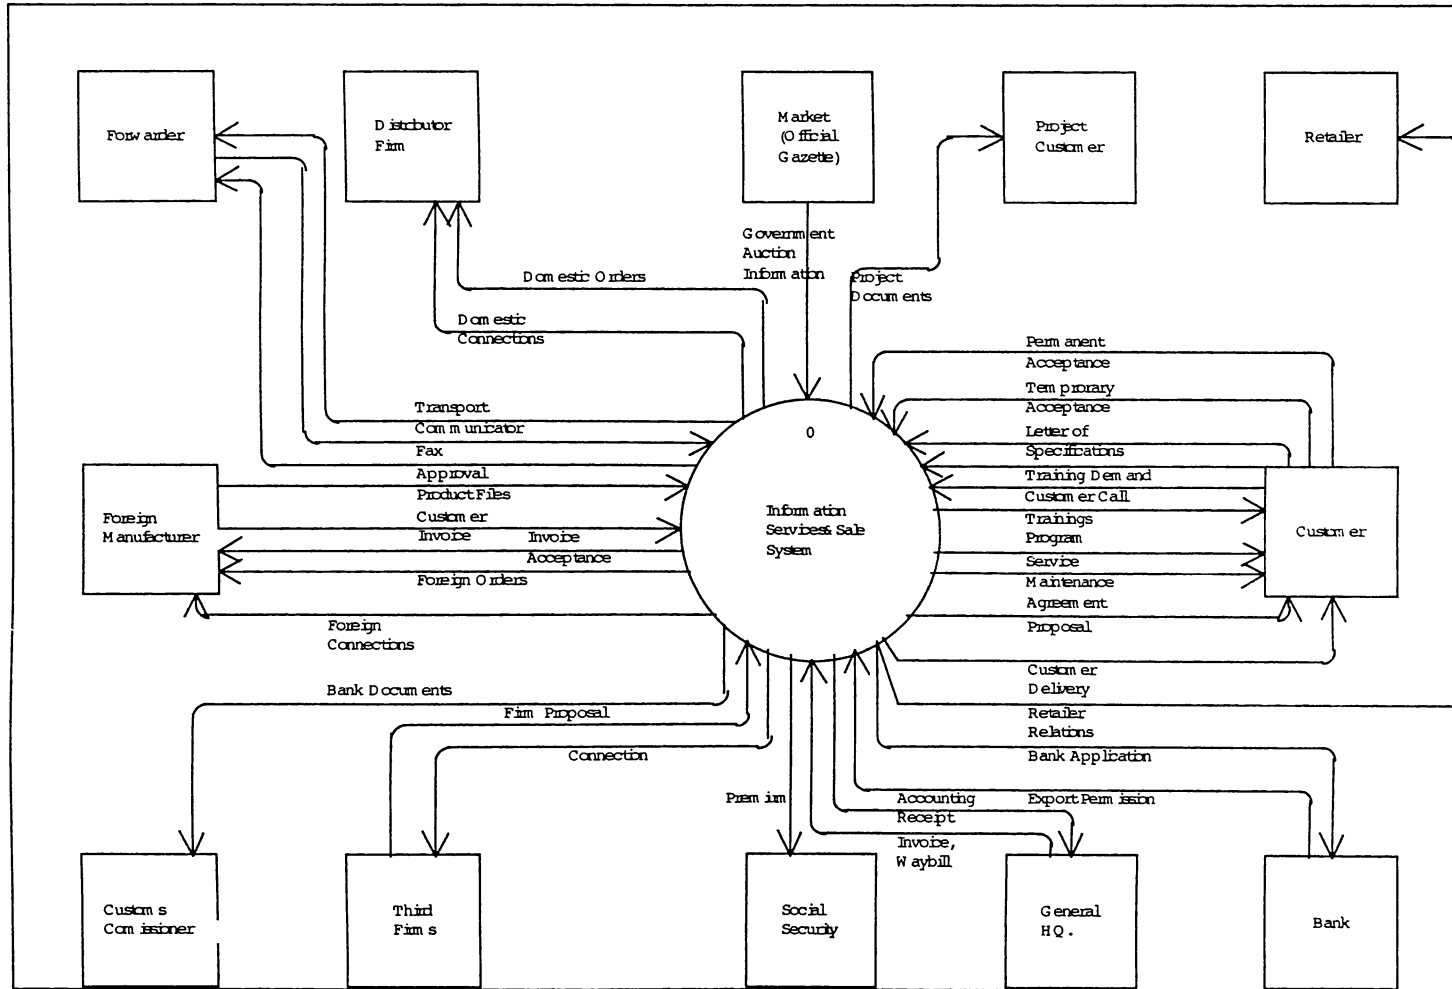 Forwarder
Distributor
Firm
Market
(Official
Gazette)
Project
Customer
Retailer
Government
Auction
Information
Project
Documents
Domestic Orders
Domestic
Connections
Permanent
Acceptance
Temprorary
Acceptance
Letter of
Specifications
Training Demand
Customer Call
Trainings
Program
Service
Maintenance
Agreement
Proposal
Customer
Delivery
Retailer
Relations
Bank Application
Export Permission
Transport
Communicator
Fax
Approval
Product Files
Customer
Invoice
Invoice
Acceptance
Foreign Orders
Foreign
Connections
0
Information
Services& Sale
System
Foreign
Manufacturer
Customer
Bank Documents
Firm Proposal
Connection
Premium
Accounting
Receipt
Invoice,
Waybill
Customs
Comissioner
Third
Firms
Social
Security
General
HQ.
Bank